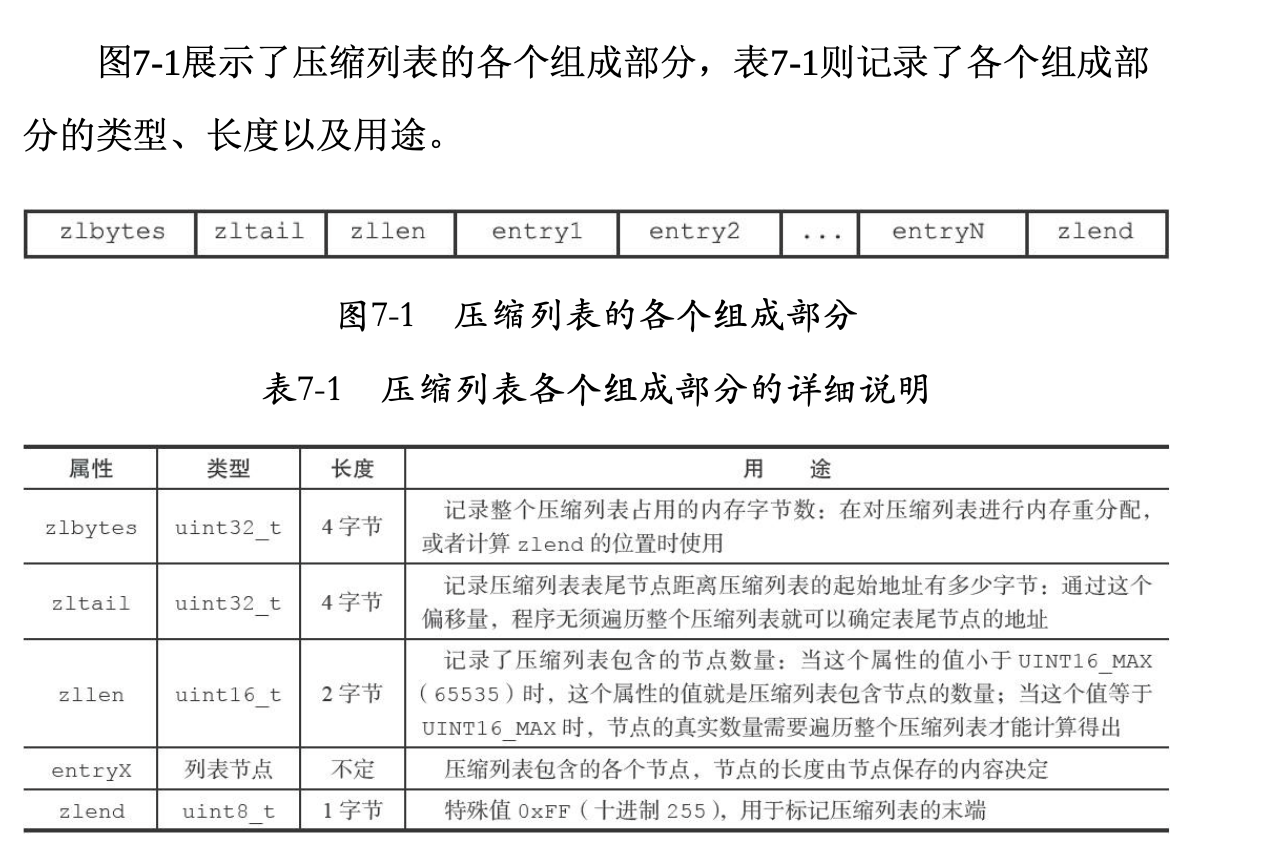 图7-1展示了压缩列表的各个组成部分，表7-1则记录了各个组成部
分的类型、长度以及用途。
zlbytes zltail zllen entry1 entry2 ... entryN zlend
图7-1 压缩列表的各个组成部分
表7-1 压缩列表各个组成部分的详细说明
属性 类型 长度 用 途
zlbytes uint32_t 4 字节 记录整个压缩列表占用的内存字节数：在对压缩列表进行内存重分配，
或者计算 zlend 的位置时使用
zltail uint32_t 4 字节 记录压缩列表表尾节点距离压缩列表的起始地址有多少字节：通过这个
偏移量，程序无须遍历整个压缩列表就可以确定表尾节点的地址
zllen uint16_t 2 字节 记录了压缩列表包含的节点数量：当这个属性的值小于 UINT16_MAX
（65535）时，这个属性的值就是压缩列表包含节点的数量；当这个值等于
UINT16_MAX 时，节点的真实数量需要遍历整个压缩列表才能计算得出
entryX 列表节点 不定 压缩列表包含的各个节点，节点的长度由节点保存的内容决定
zlend uint8_t 1 字节 特殊值 0xFF（十进制 255），用于标记压缩列表的末端